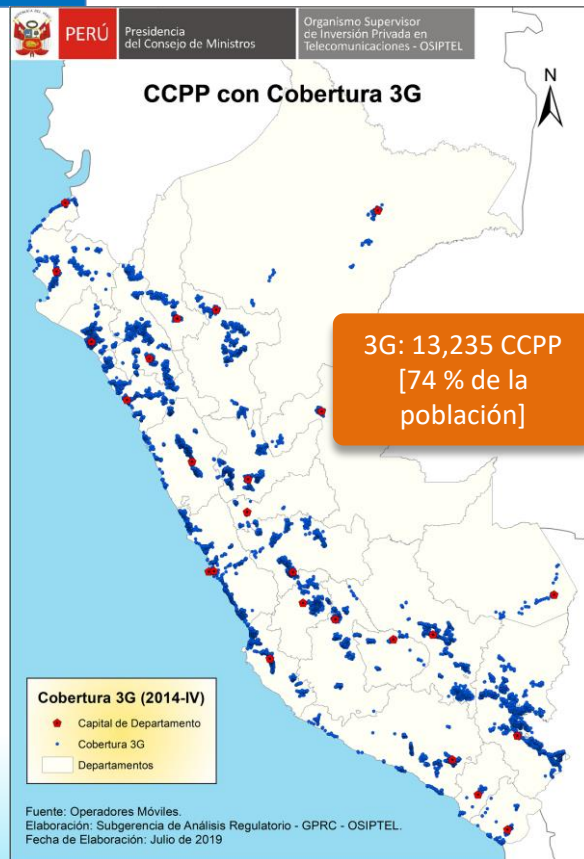 PERÚ
Presidencia
del Consejo de Ministros
Organismo Supervisor
de Inversión Privada en
Telecomunicaciones - OSIPTEL
CCPP con Cobertura 3G
N
3G: 13,235 CCPP
[74 % de la
población]
Cobertura 3G (2014-IV)
Capital de Departamento
Cobertura 3G
Departamentos
Fuente: Operadores Móviles.
Elaboración: Subgerencia de Análisis Regulatorio - GPRC - OSIPTEL.
Fecha de Elaboración: Julio de 2019